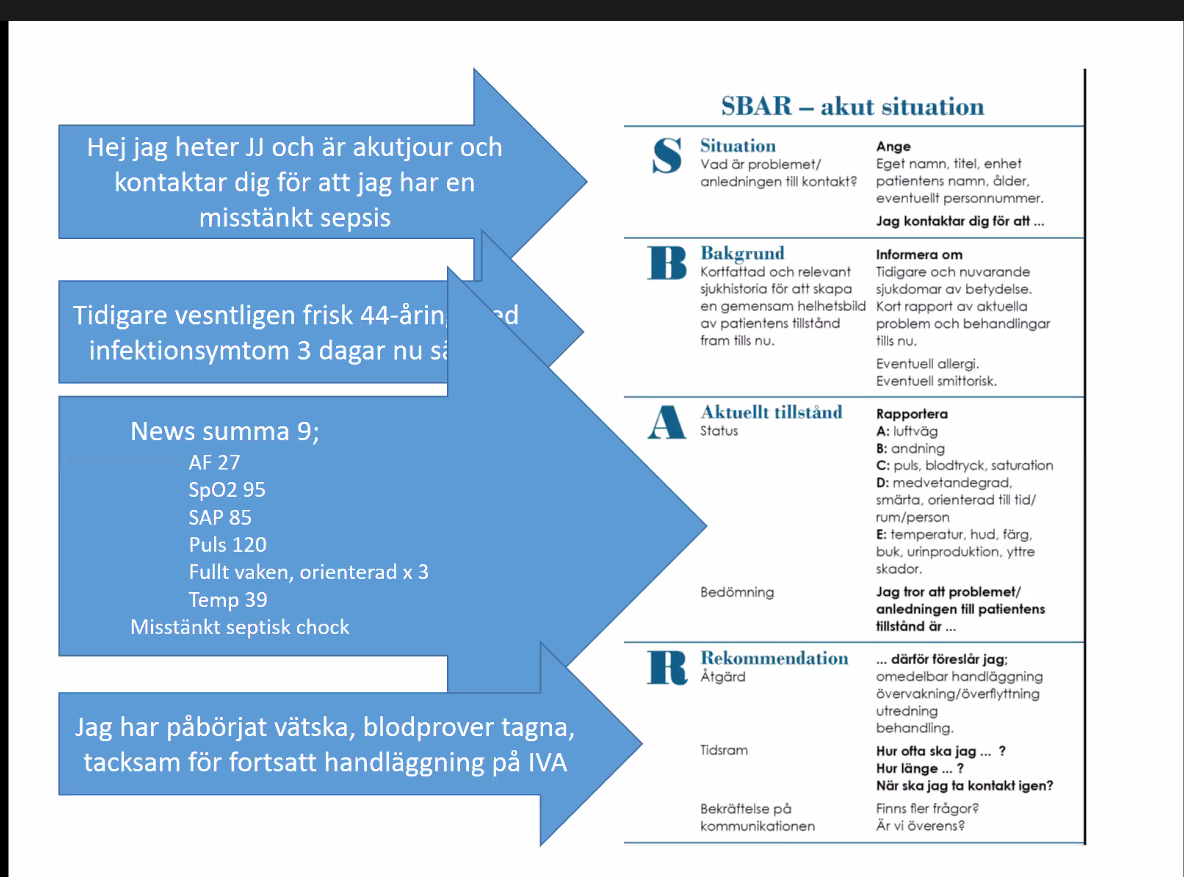 Hej jag heter JJ och är akutjour och
kontaktar dig för att jag har en
misstänkt sepsis
Tidigare vesntligen frisk 44-åring
infektionsymtom 3 dagar nu
News summa 9;
AF 27
SpO2 95
SAP 85
Puls 120
Fullt vaken, orienterad x 3
Temp 39
Misstänkt septisk chock
Jag har påbörjat vätska, blodprover tagna,
tacksam för fortsatt handläggning på IVA
SBAR – akut situation
S
Situation
Vad är problemet/
anledningen till kontakt?
Ange
Eget namn, titel, enhet
patientens namn, ålder,
eventuellt personnummer.
Jag kontaktar dig för att ...
B
Bakgrund
Kortfattad och relevant
sjukhistoria för att skapa
en gemensam helhetsbild
av patientens tillstånd
fram tills nu.
Informera om
Tidigare och nuvarande
sjukdomar av betydelse.
Kort rapport av aktuella
problem och behandlingar
tills nu.
Eventuell allergi.
Eventuell smittorisk.
A
Aktuellt tillstånd
Status
Rapportera
A: luftväg
B: andning
C: puls, blodtryck, saturation
D: medvetandegrad,
smärta, orienterad till tid/
rum/person
E: temperatur, hud, färg,
buk, urinproduktion, yttre
skador.
Bedömning
Jag tror att problemet/
anledningen till patientens
tillstånd är ...
R
Rekommendation
Åtgärd
... därför föreslår jag;
omedelbar handläggning
övervakning/överflyttning
utredning
behandling.
Tidsram
Hur ofta ska jag ... ?
Hur länge ... ?
När ska jag ta kontakt igen?
Bekräftelse på
kommunikationen
Finns fler frågor?
Är vi överens?